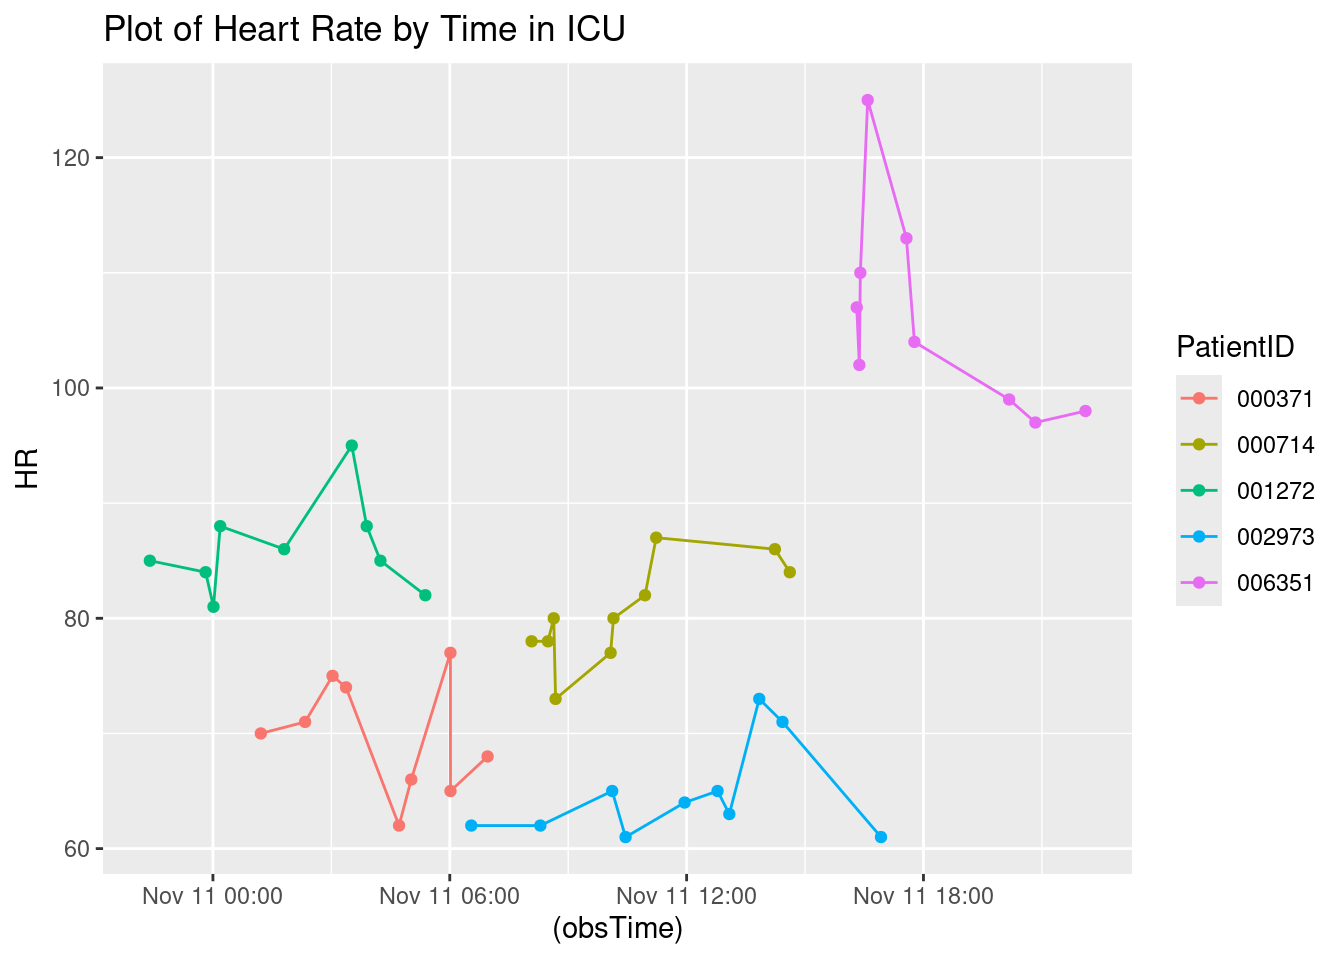 Plot of Heart Rate by Time in ICU
120
100
80
60
HR
Nov 11 00:00
Nov 11 06:00
Nov 11 12:00
Nov 11 18:00
(obsTime)
PatientID
000371
000714
001272
002973
006351